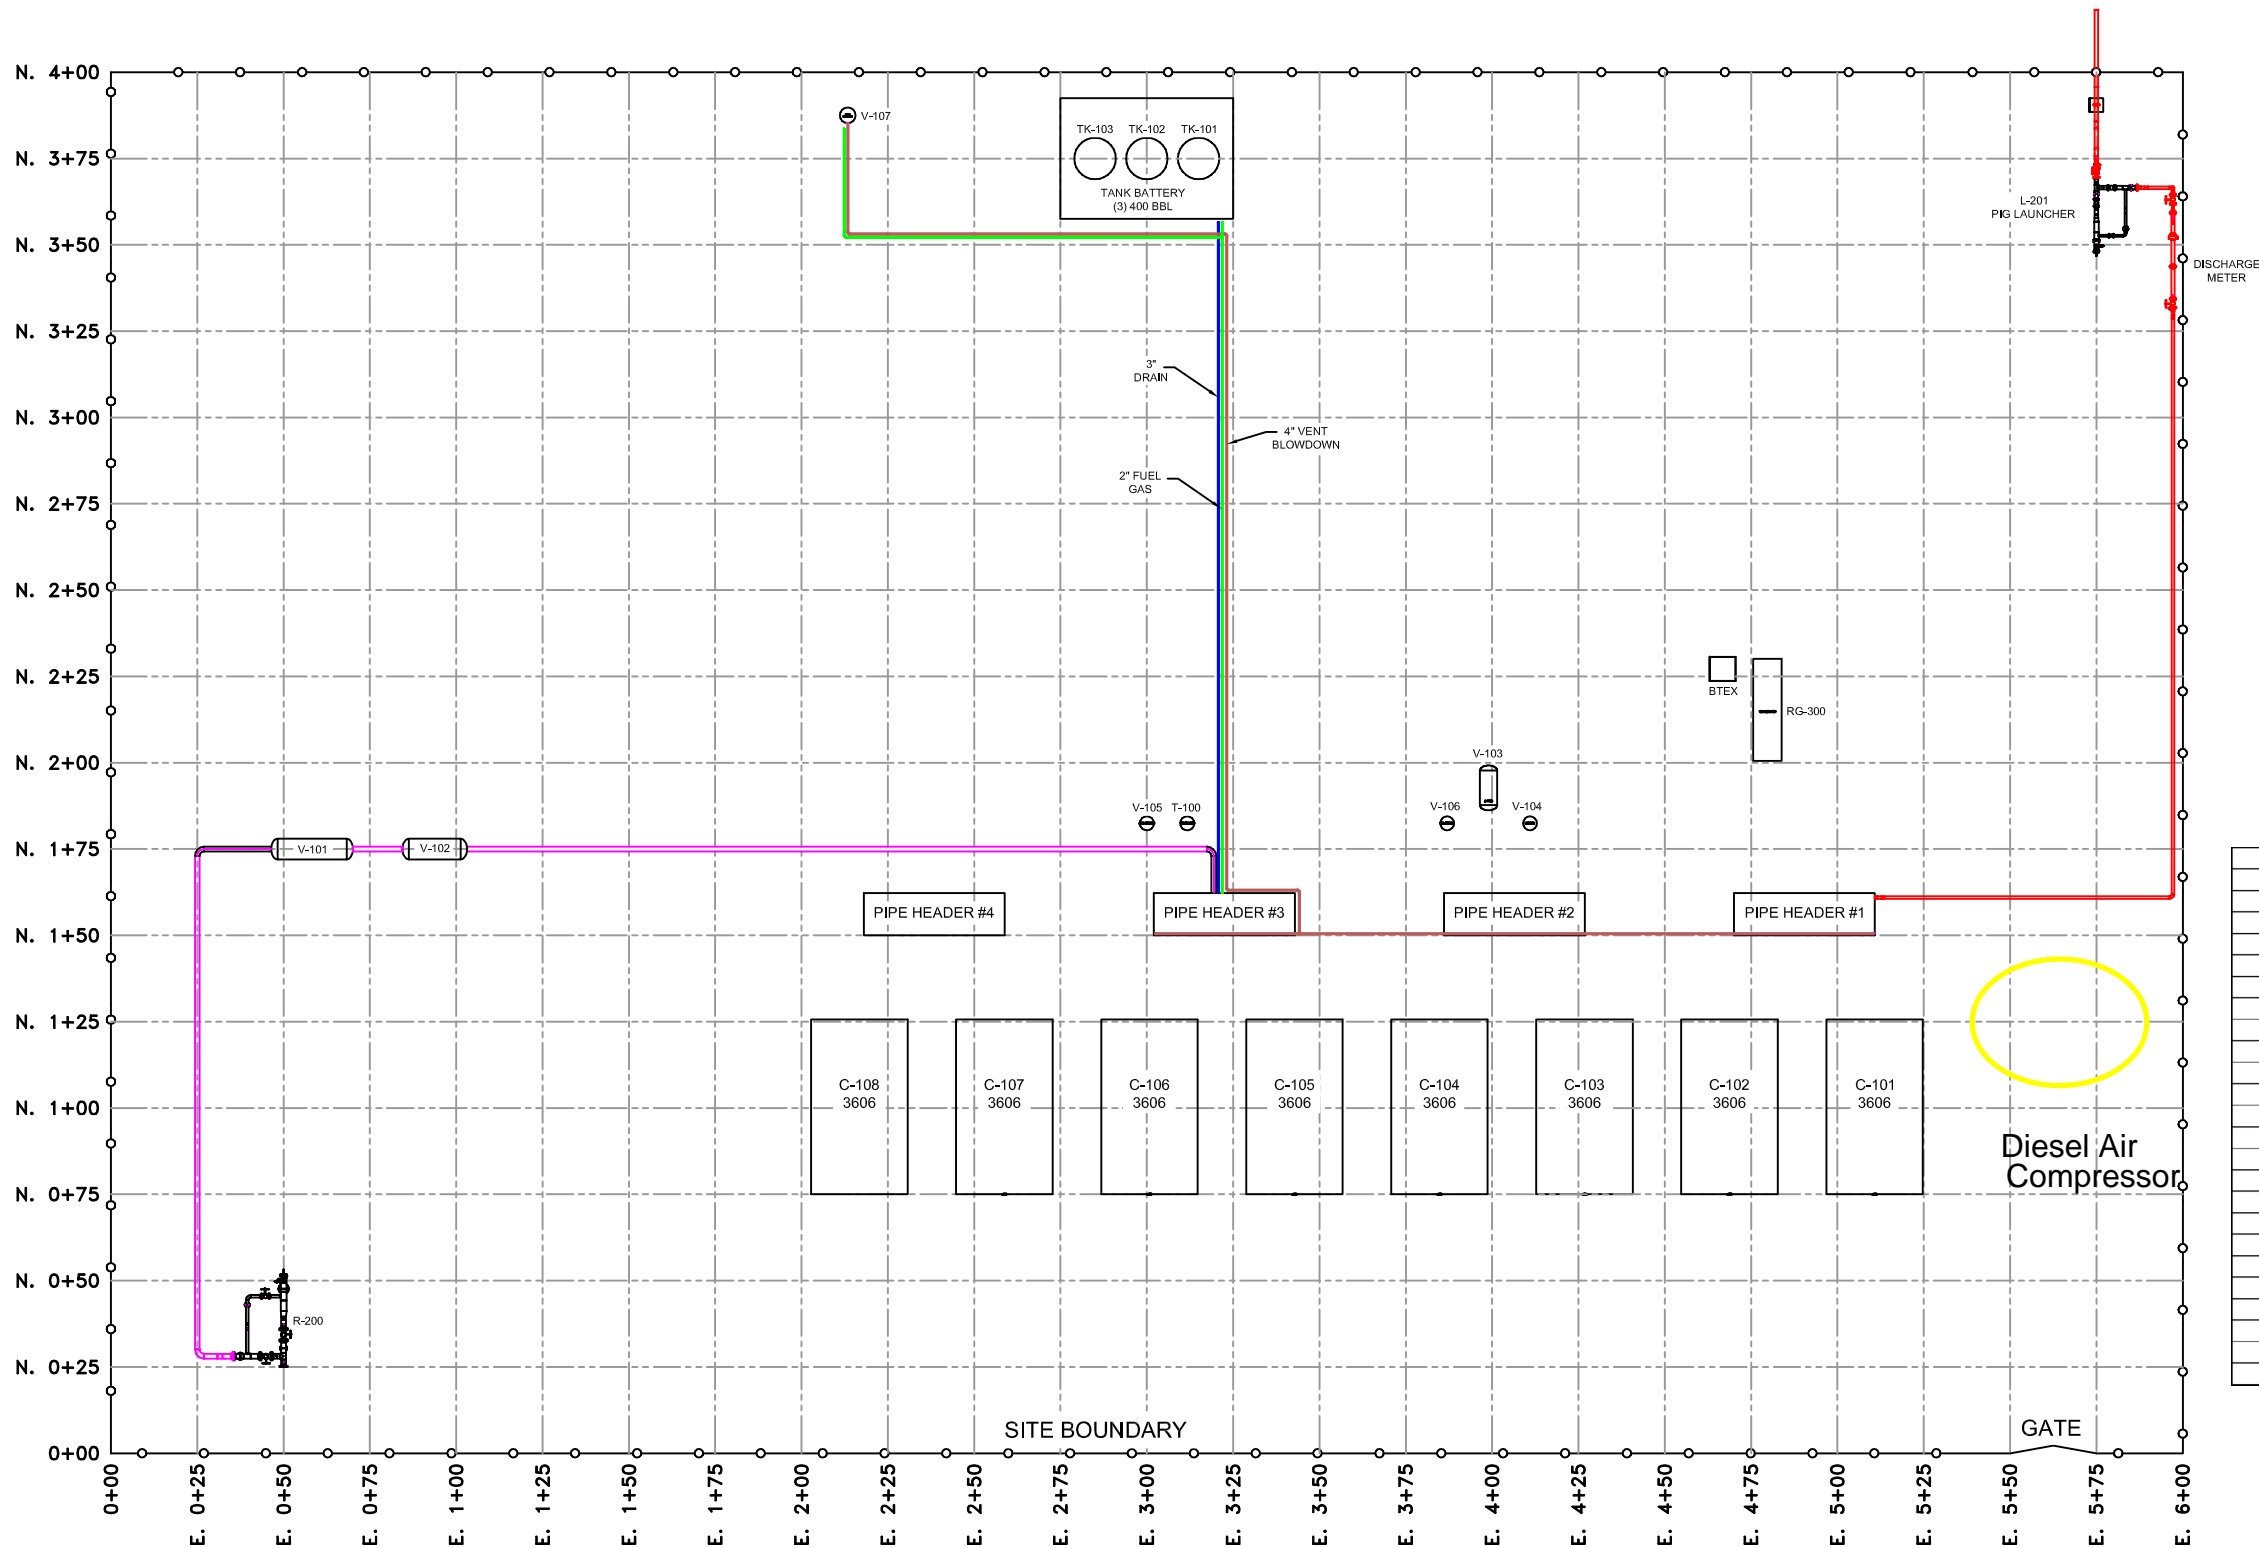 N. 4+00
V-107
TK-103 TK-102 TK-101
N. 3+75
TANK BATTERY
(3) 400 BBL
L-201
PIG LAUNCHER
N. 3+50
DISCHARGE
METER
N. 3+25
3"
DRAIN
N. 3+00
4" VENT
BLOWDOWN
2" FUEL
GAS
N. 2+75
N. 2+50
N. 2+25
BTEX
RG-300
N. 2+00
V-103
V-105 T-100 V-106 V-104
N. 1+75
V-101 V-102
PIPE HEADER #4 PIPE HEADER #3 PIPE HEADER #2 PIPE HEADER #1
N. 1+50
N. 1+25
C-108 C-107 C-106 C-105 C-104 C-103 C-102 C-101
3606 3606 3606 3606 3606 3606 3606 3606
N. 1+00
Diesel Air
Compressor
N. 0+75
N. 0+50
R-200
N. 0+25
SITE BOUNDARY
GATE
0+00
0+00
E. 0+25
E. 0+50
E. 0+75
E. 1+00
E. 1+25
E. 1+50
E. 1+75
E. 2+00
E. 2+25
E. 2+50
E. 2+75
E. 3+00
E. 3+25
E. 3+50
E. 3+75
E. 4+00
E. 4+25
E. 4+50
E. 4+75
E. 5+00
E. 5+25
E. 5+50
E. 5+75
E. 6+00